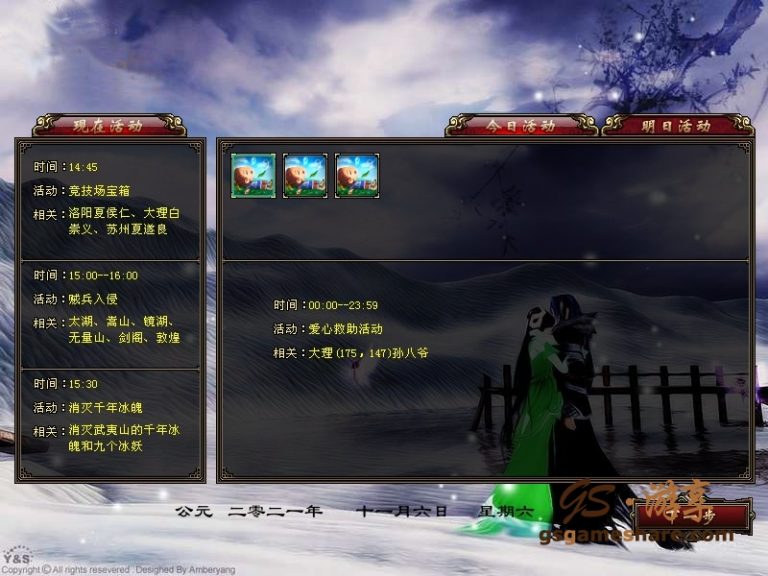 现在活动
今日活动
明日活动
时间：14:45
活动：竞技场宝箱
相关：洛阳夏侯仁、大理白
崇义、苏州夏遂良
时间：15:00--16:00
活动：贼兵入侵
相关：太湖、嵩山、镜湖、
无量山、剑阁、敦煌
时间：15:30
活动：消灭千年冰魄
相关：消灭武夷山的千年冰
魄和九个冰妖
时间：00:00--23:59
活动：爱心救助活动
相关：大理(175，147)孙八爷
公元 二零二一年 十一月六日 星期六
GS·游享
下一步
gsgameshare.com
Y&S
Copyright © All rights resevered . Desighed By Amberyang